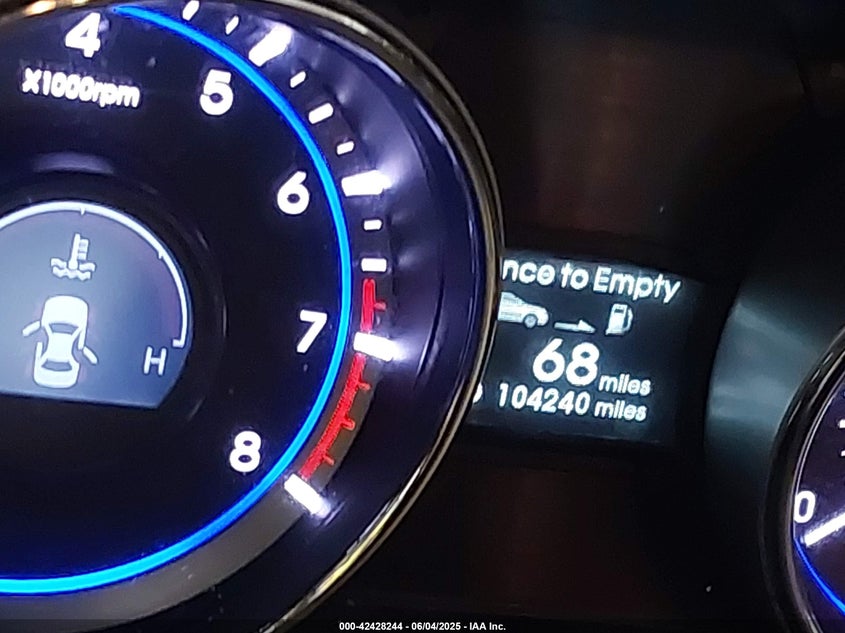 4
X1000rpm
5
6
7
8
H
nce to Empty
68 miles
104240 miles
0
000-42428244 - 06/04/2025 - IAA Inc.